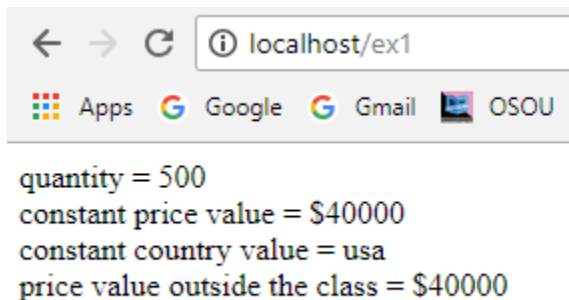 localhost/ex1
Apps Google Gmail OSOU
quantity = 500
constant price value = $40000
constant country value = usa
price value outside the class = $40000